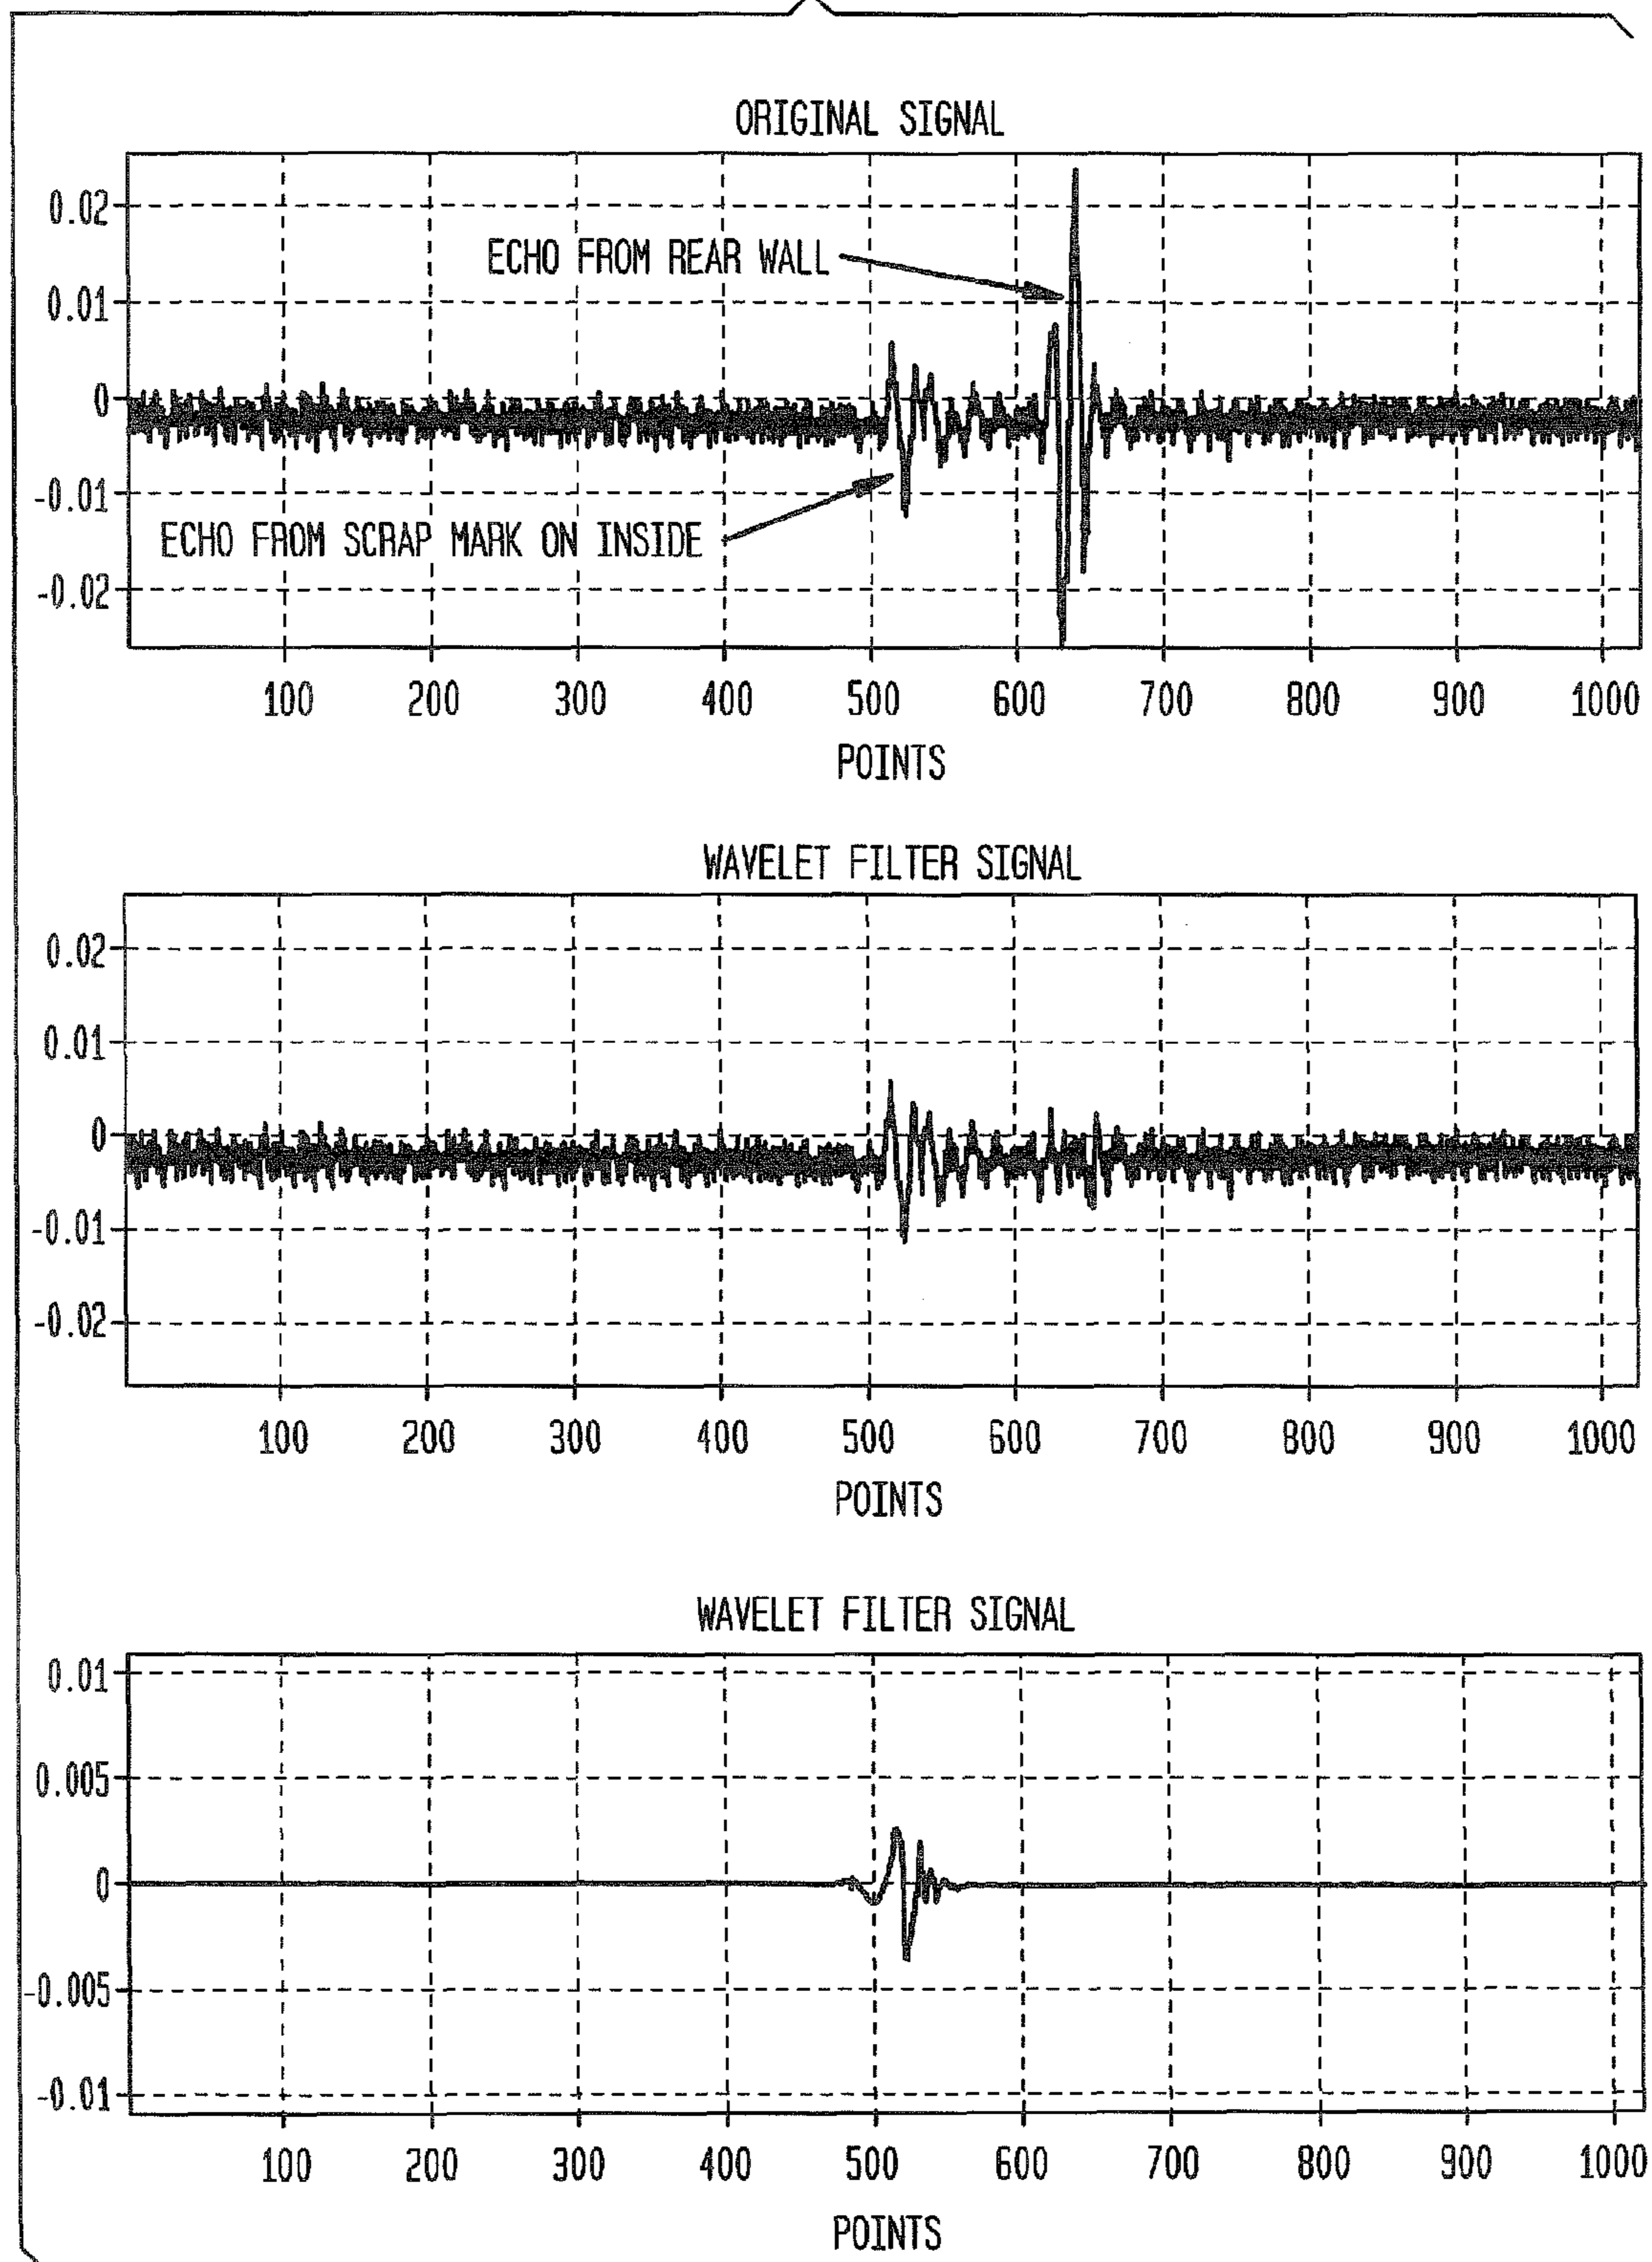 ORIGINAL SIGNAL
0.02
ECHO FROM REAR WALL
0.01
0
-0.01
ECHO FROM SCRAP MARK ON INSIDE
-0.02
100 200 300 400 500 600 700 800 900 1000
POINTS
WAVELET FILTER SIGNAL
0.02
0.01
0
-0.01
-0.02
100 200 300 400 500 600 700 800 900 1000
POINTS
WAVELET FILTER SIGNAL
0.01
0.005
0
-0.005
-0.01
100 200 300 400 500 600 700 800 900 1000
POINTS